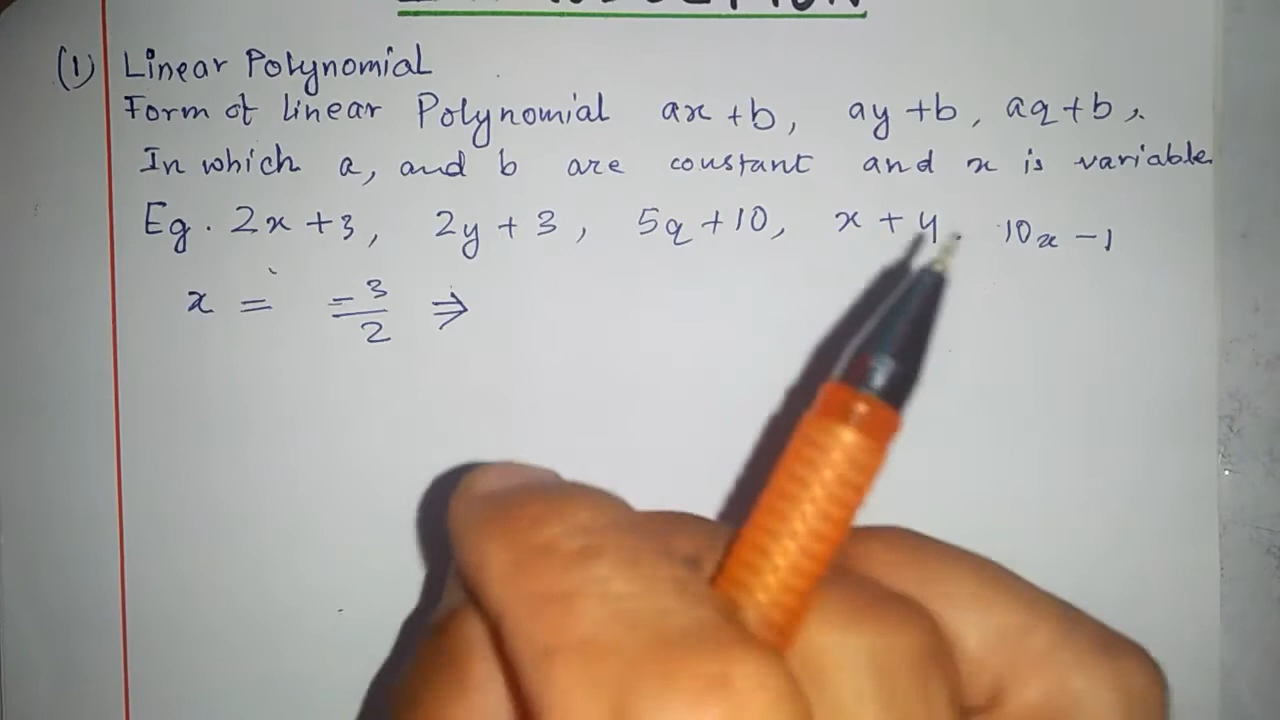 (1) Linear Polynomial
Form of linear Polynomial ax+b, ay+b, aq+b,
In which a, and b are constant and x is variable
Eg. 2x+3, 2y+3, 5q+10, x+4. 10x-1
x = -3/2 ⇒